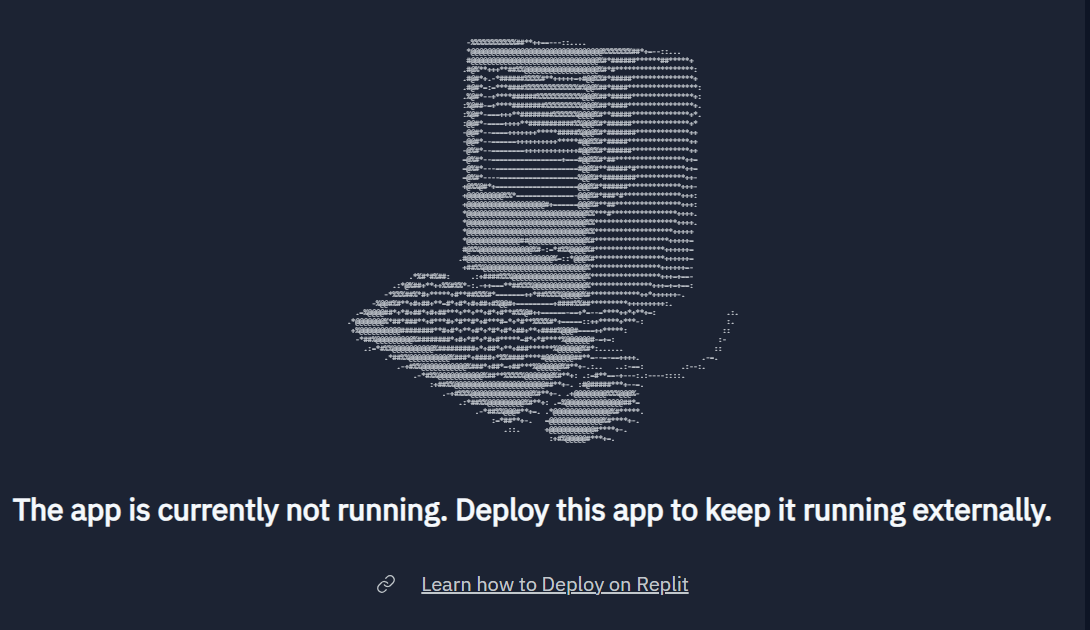 The app is currently not running. Deploy this app to keep it running externally.
Learn how to Deploy on Replit